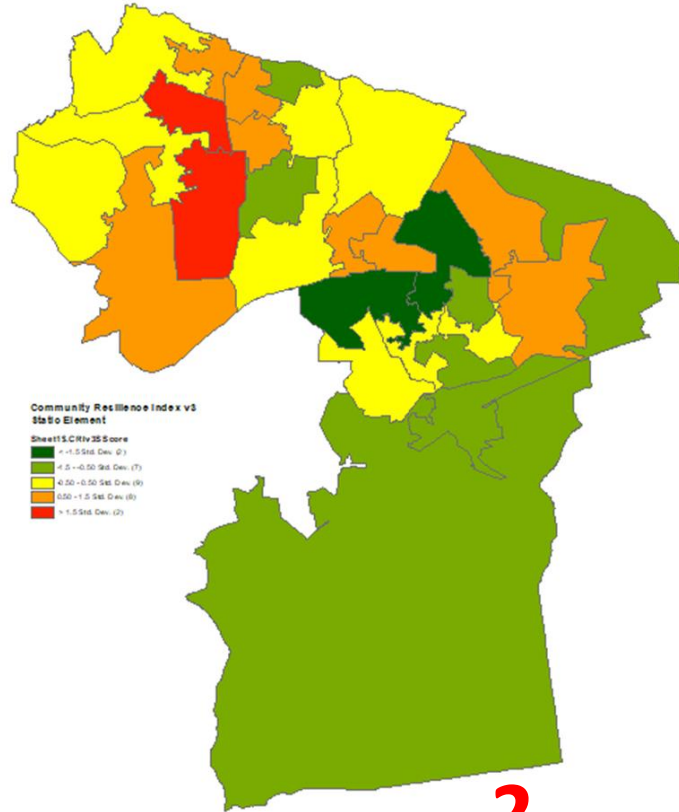 Community Resilience Index v3
Static Element
Sheet1$.CRIv3SScore
< -1.5 Std. Dev. (2)
-1.5 - -0.50 Std. Dev. (7)
-0.50 - 0.50 Std. Dev. (9)
0.50 - 1.5 Std. Dev. (8)
> 1.5 Std. Dev. (2)
2